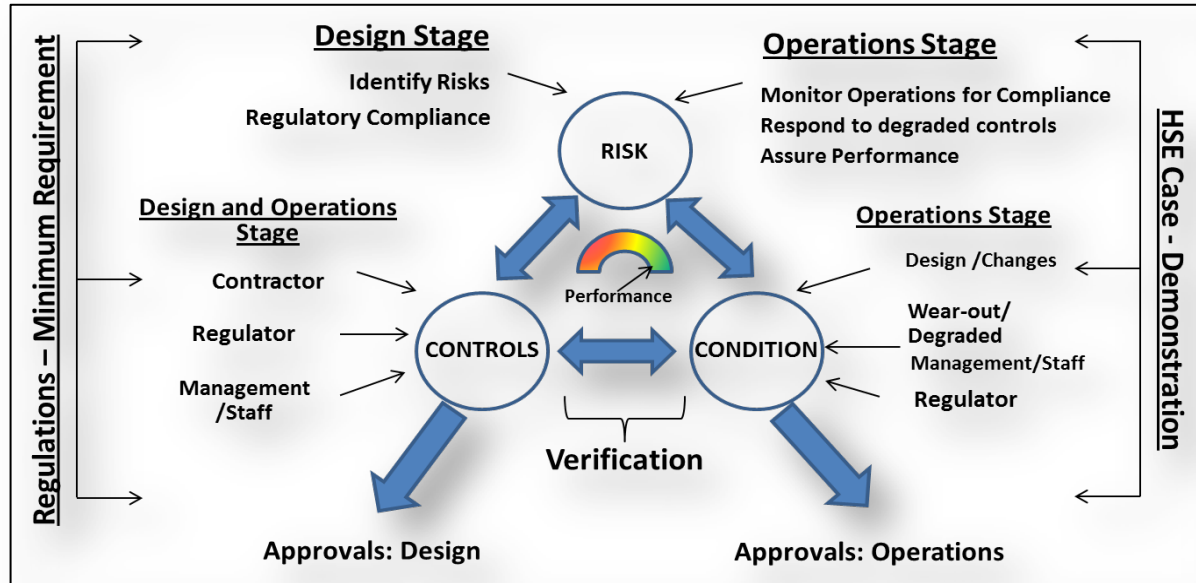 Regulations – Minimum Requirement
Design Stage
Identify Risks
Regulatory Compliance
Operations Stage
Monitor Operations for Compliance
Respond to degraded controls
Assure Performance
RISK
Design and Operations
Stage
Contractor
Regulator
Management
/Staff
Performance
CONTROLS
CONDITION
Operations Stage
Design /Changes
Wear-out/
Degraded
Management/Staff
Regulator
Verification
Approvals: Design
Approvals: Operations
HSE Case - Demonstration